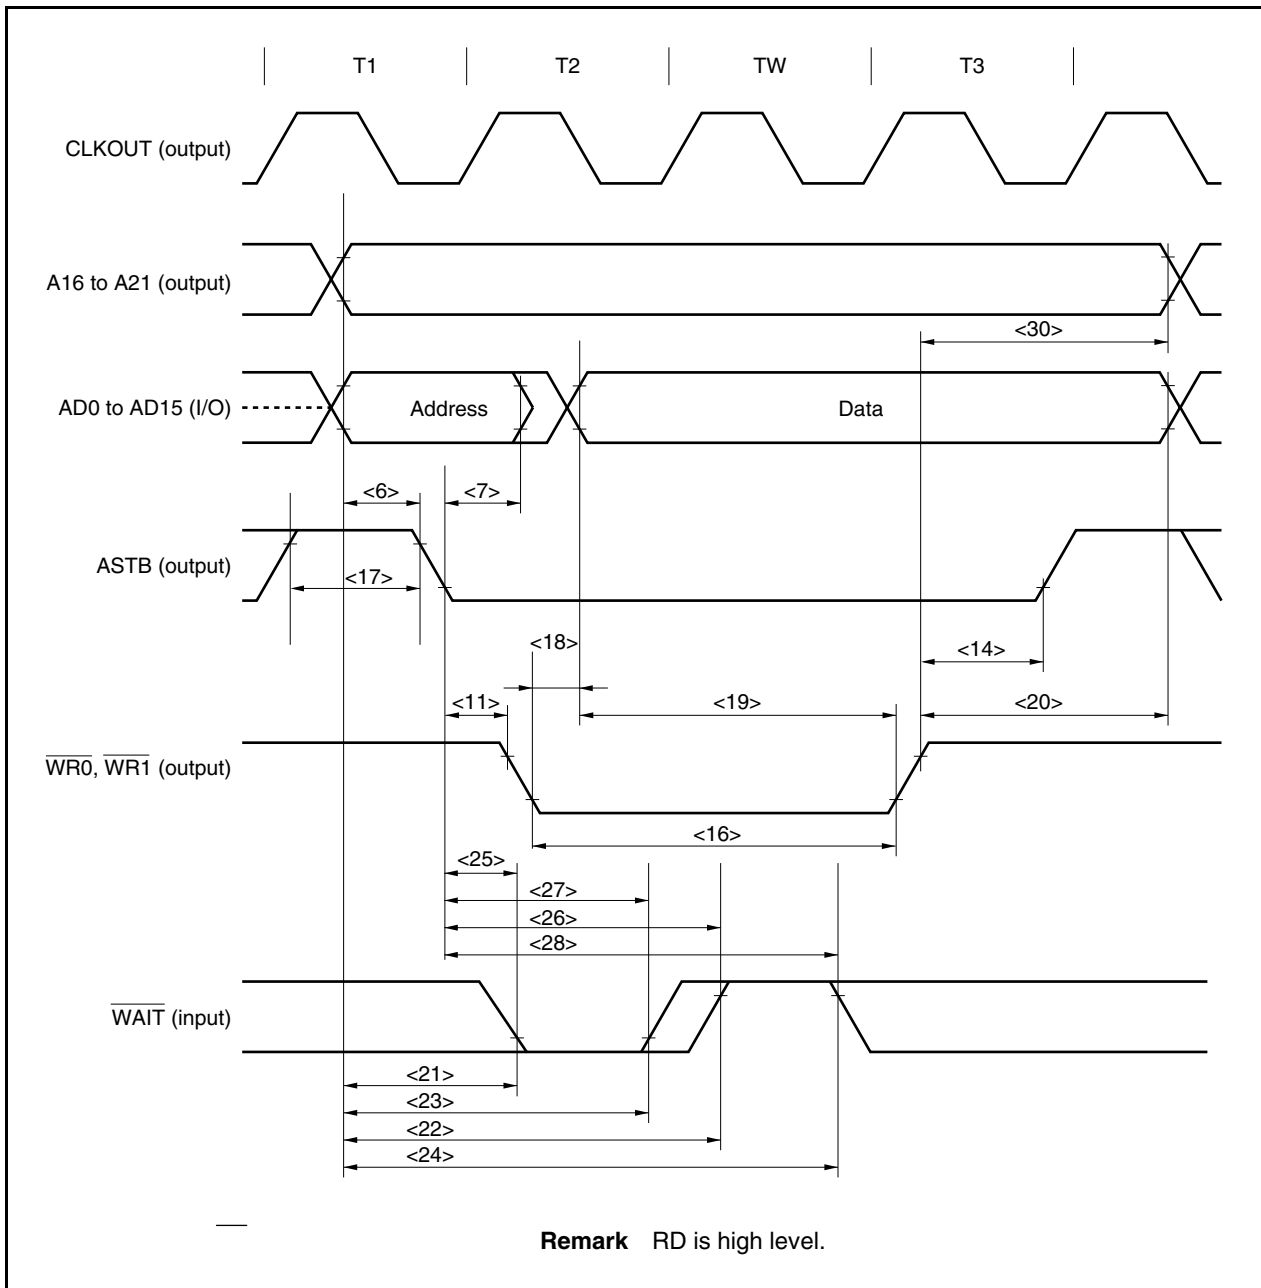 T1 T2 TW T3
CLKOUT (output)
A16 to A21 (output)
<30>
AD0 to AD15 (I/O) Address Data
<6> <7>
ASTB (output)
<17>
<18> <14>
<11> <19> <20>
WR0, WR1 (output)
<16>
<25>
<27>
<26>
<28>
WAIT (input)
<21>
<23>
<22>
<24>
Remark RD is high level.